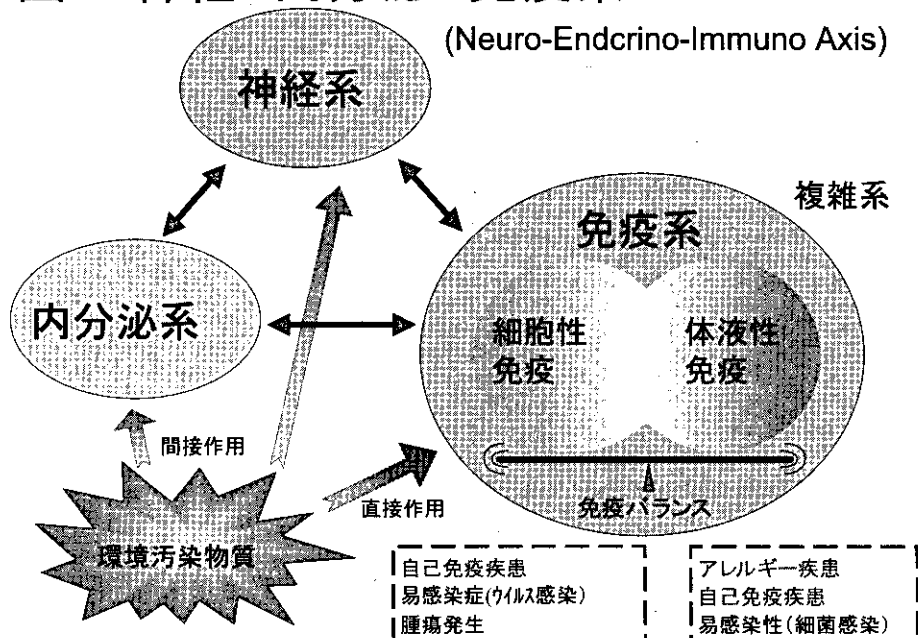 (Neuro-Endcrino-Immuno Axis)
神経系
複雑系
免疫系
内分泌系
細胞性
免疫
体液性
免疫
間接作用
直接作用
免疫バランス
環境汚染物質
自己免疫疾患
易感染症(ウイルス感染)
腫瘍発生
アレルギー疾患
自己免疫疾患
易感染性(細菌感染)